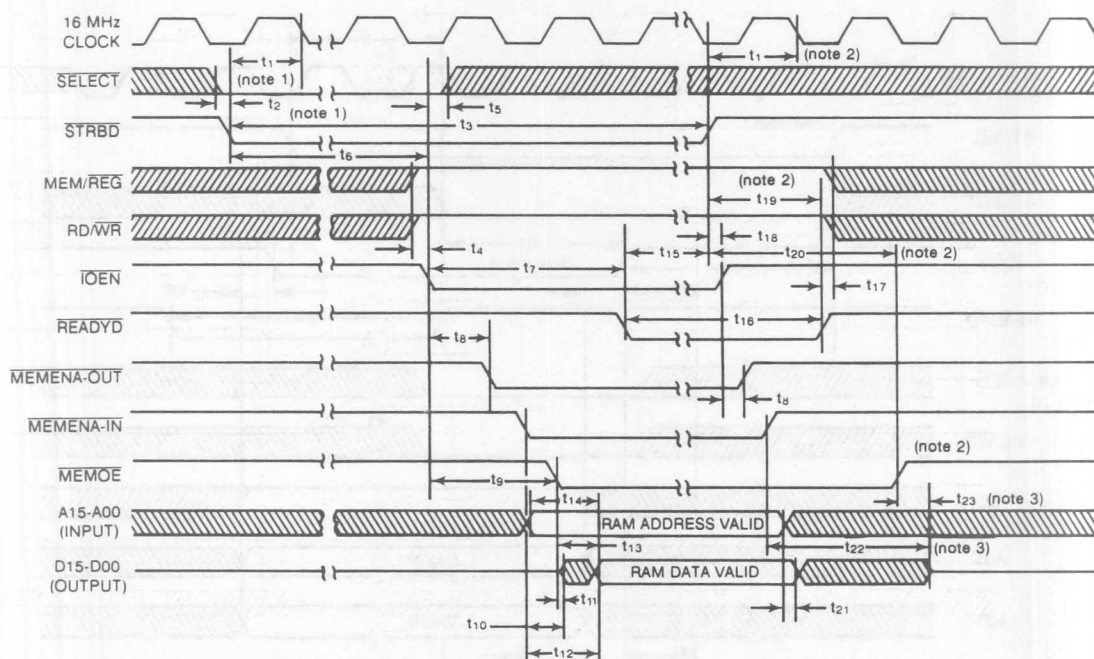 16 MHz
CLOCK
t1
(note 1)
t1
(note 2)
SELECT
t2
(note 1)
t5
STRBD
t3
t6
MEM/REG
(note 2)
t19
RD/WR
t4
t18
t7
t15
t20
(note 2)
IOEN
t17
READYD
t16
t8
MEMENA-OUT
t8
MEMENA-IN
MEMOE
(note 2)
t9
t23 (note 3)
A15-A00
(INPUT)
t14
RAM ADDRESS VALID
t13
t22
(note 3)
D15-D00
(OUTPUT)
RAM DATA VALID
t11
t21
t10
t12